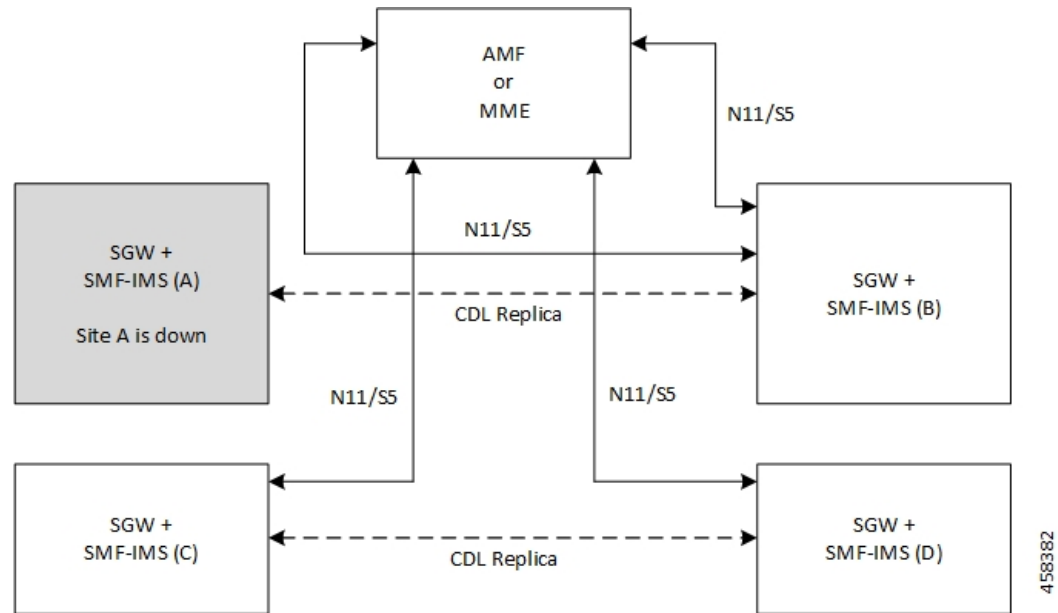 AMF
or
MME
N11/S5
N11/S5
SGW +
SMF-IMS (A)
Site A is down
SGW +
SMF-IMS (B)
CDL Replica
N11/S5
N11/S5
SGW +
SMF-IMS (C)
SGW +
SMF-IMS (D)
CDL Replica
458382